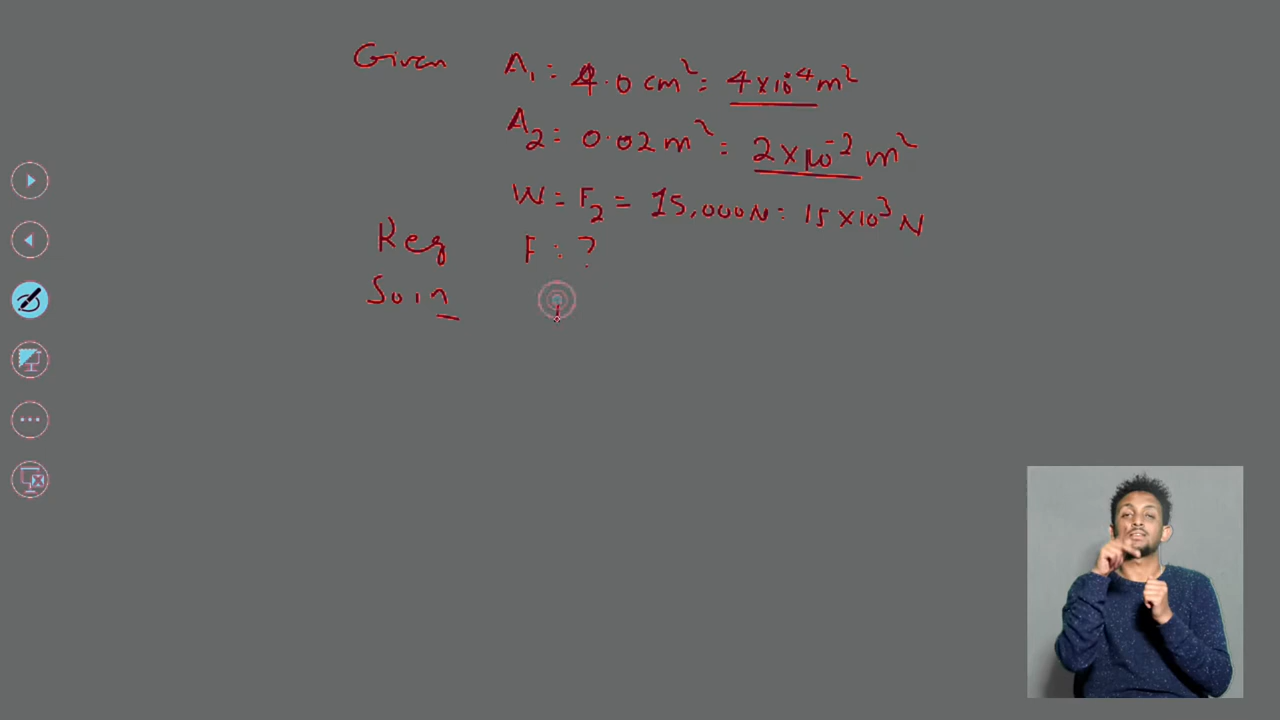 Given A₁ = 4.0 cm² = 4×10⁻⁴ m²
A₂ = 0.02 m² = 2×10⁻² m²
W = F₂ = 15,000N = 15×10³ N
Req F = ?
Soln